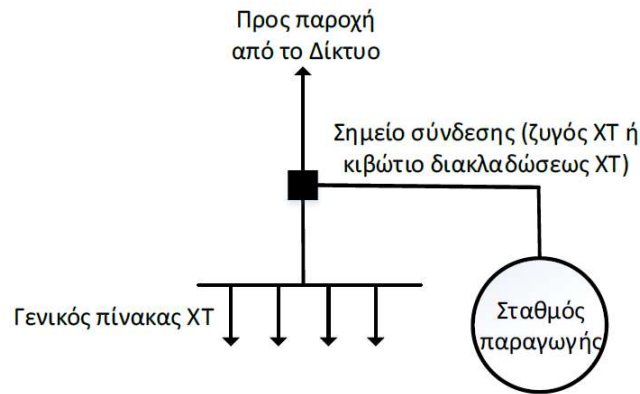 Προς παροχή
από το Δίκτυο
Σημείο σύνδεσης (ζυγός ΧΤ ή
κιβώτιο διακλαδώσεως ΧΤ)
Γενικός πίνακας ΧΤ
Σταθμός
παραγωγής